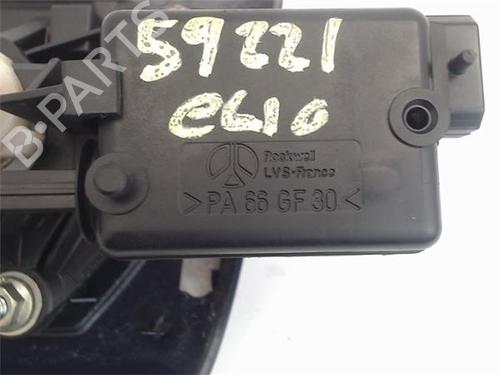 59221
CLIO
Rockwell
LVS-France
>PA 66 GF 30<
B-PARTS